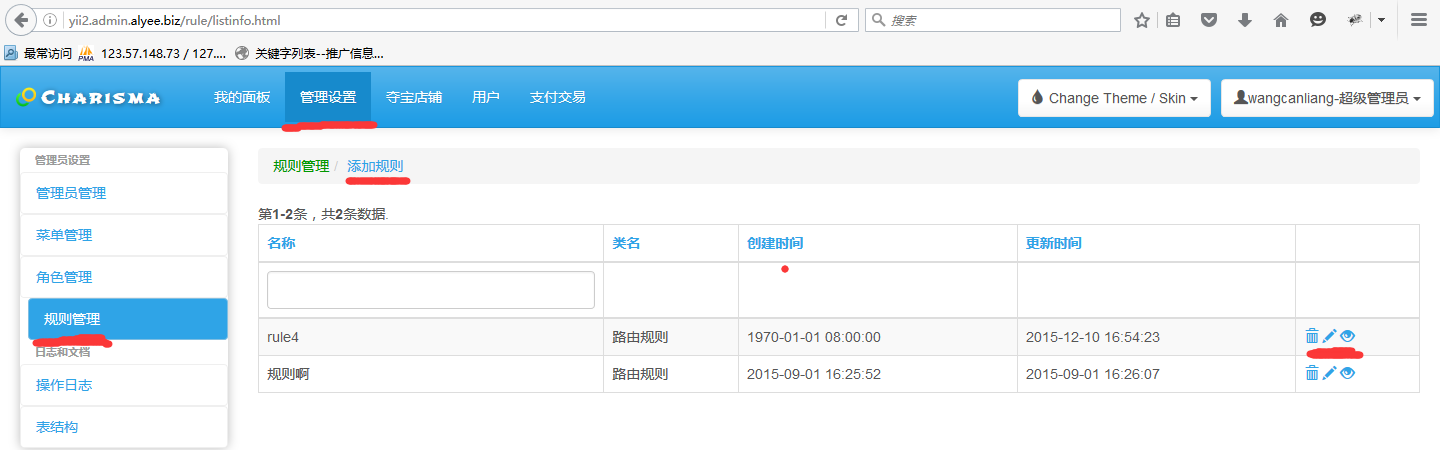 yii2.admin.alyee.biz/rule/listinfo.html
搜索
最常访问 PMA 123.57.148.73 / 127.... 关键字列表--推广信息...
CHARISMA 我的面板 管理设置 夺宝店铺 用户 支付交易 Change Theme / Skin wangcanliang-超级管理员
管理员设置
管理员管理
菜单管理
角色管理
规则管理
日志和文档
操作日志
表结构
规则管理 / 添加规则
第1-2条，共2条数据.
名称 类名 创建时间 更新时间
rule4 路由规则 1970-01-01 08:00:00 2015-12-10 16:54:23
规则啊 路由规则 2015-09-01 16:25:52 2015-09-01 16:26:07